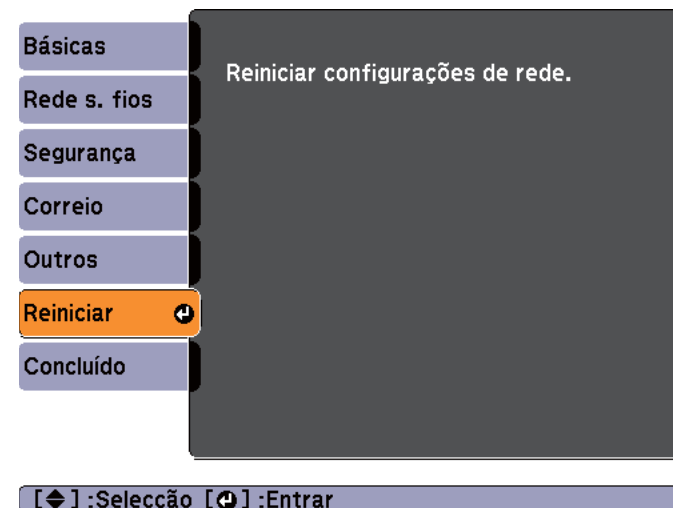 Básicas
Reiniciar configurações de rede.
Rede s. fios
Segurança
Correio
Outros
Reiniciar
Concluído
[◆] :Selecção [↵] :Entrar